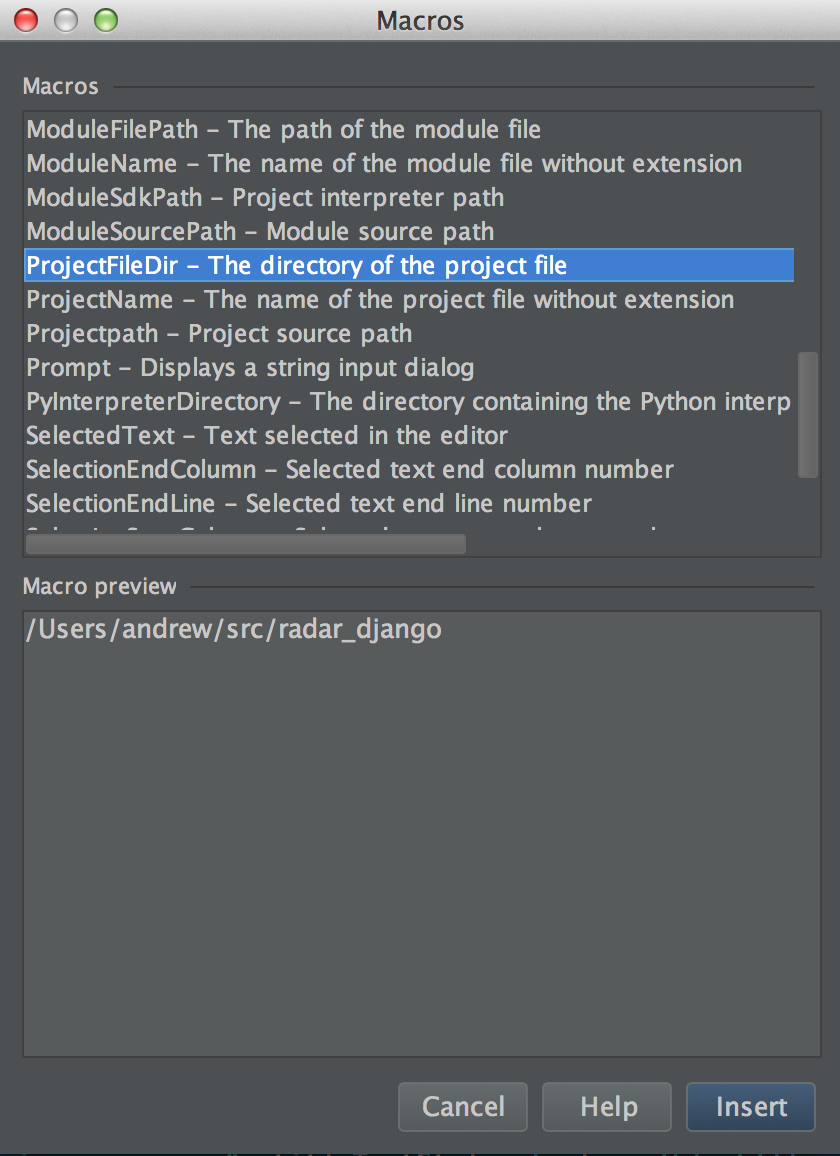 Macros
Macros
ModuleFilePath – The path of the module file
ModuleName – The name of the module file without extension
ModuleSdkPath – Project interpreter path
ModuleSourcePath – Module source path
ProjectFileDir – The directory of the project file
ProjectName – The name of the project file without extension
Projectpath – Project source path
Prompt – Displays a string input dialog
PyInterpreterDirectory – The directory containing the Python interp
SelectedText – Text selected in the editor
SelectionEndColumn – Selected text end column number
SelectionEndLine – Selected text end line number
Macro preview
/Users/andrew/src/radar_django
Cancel Help Insert